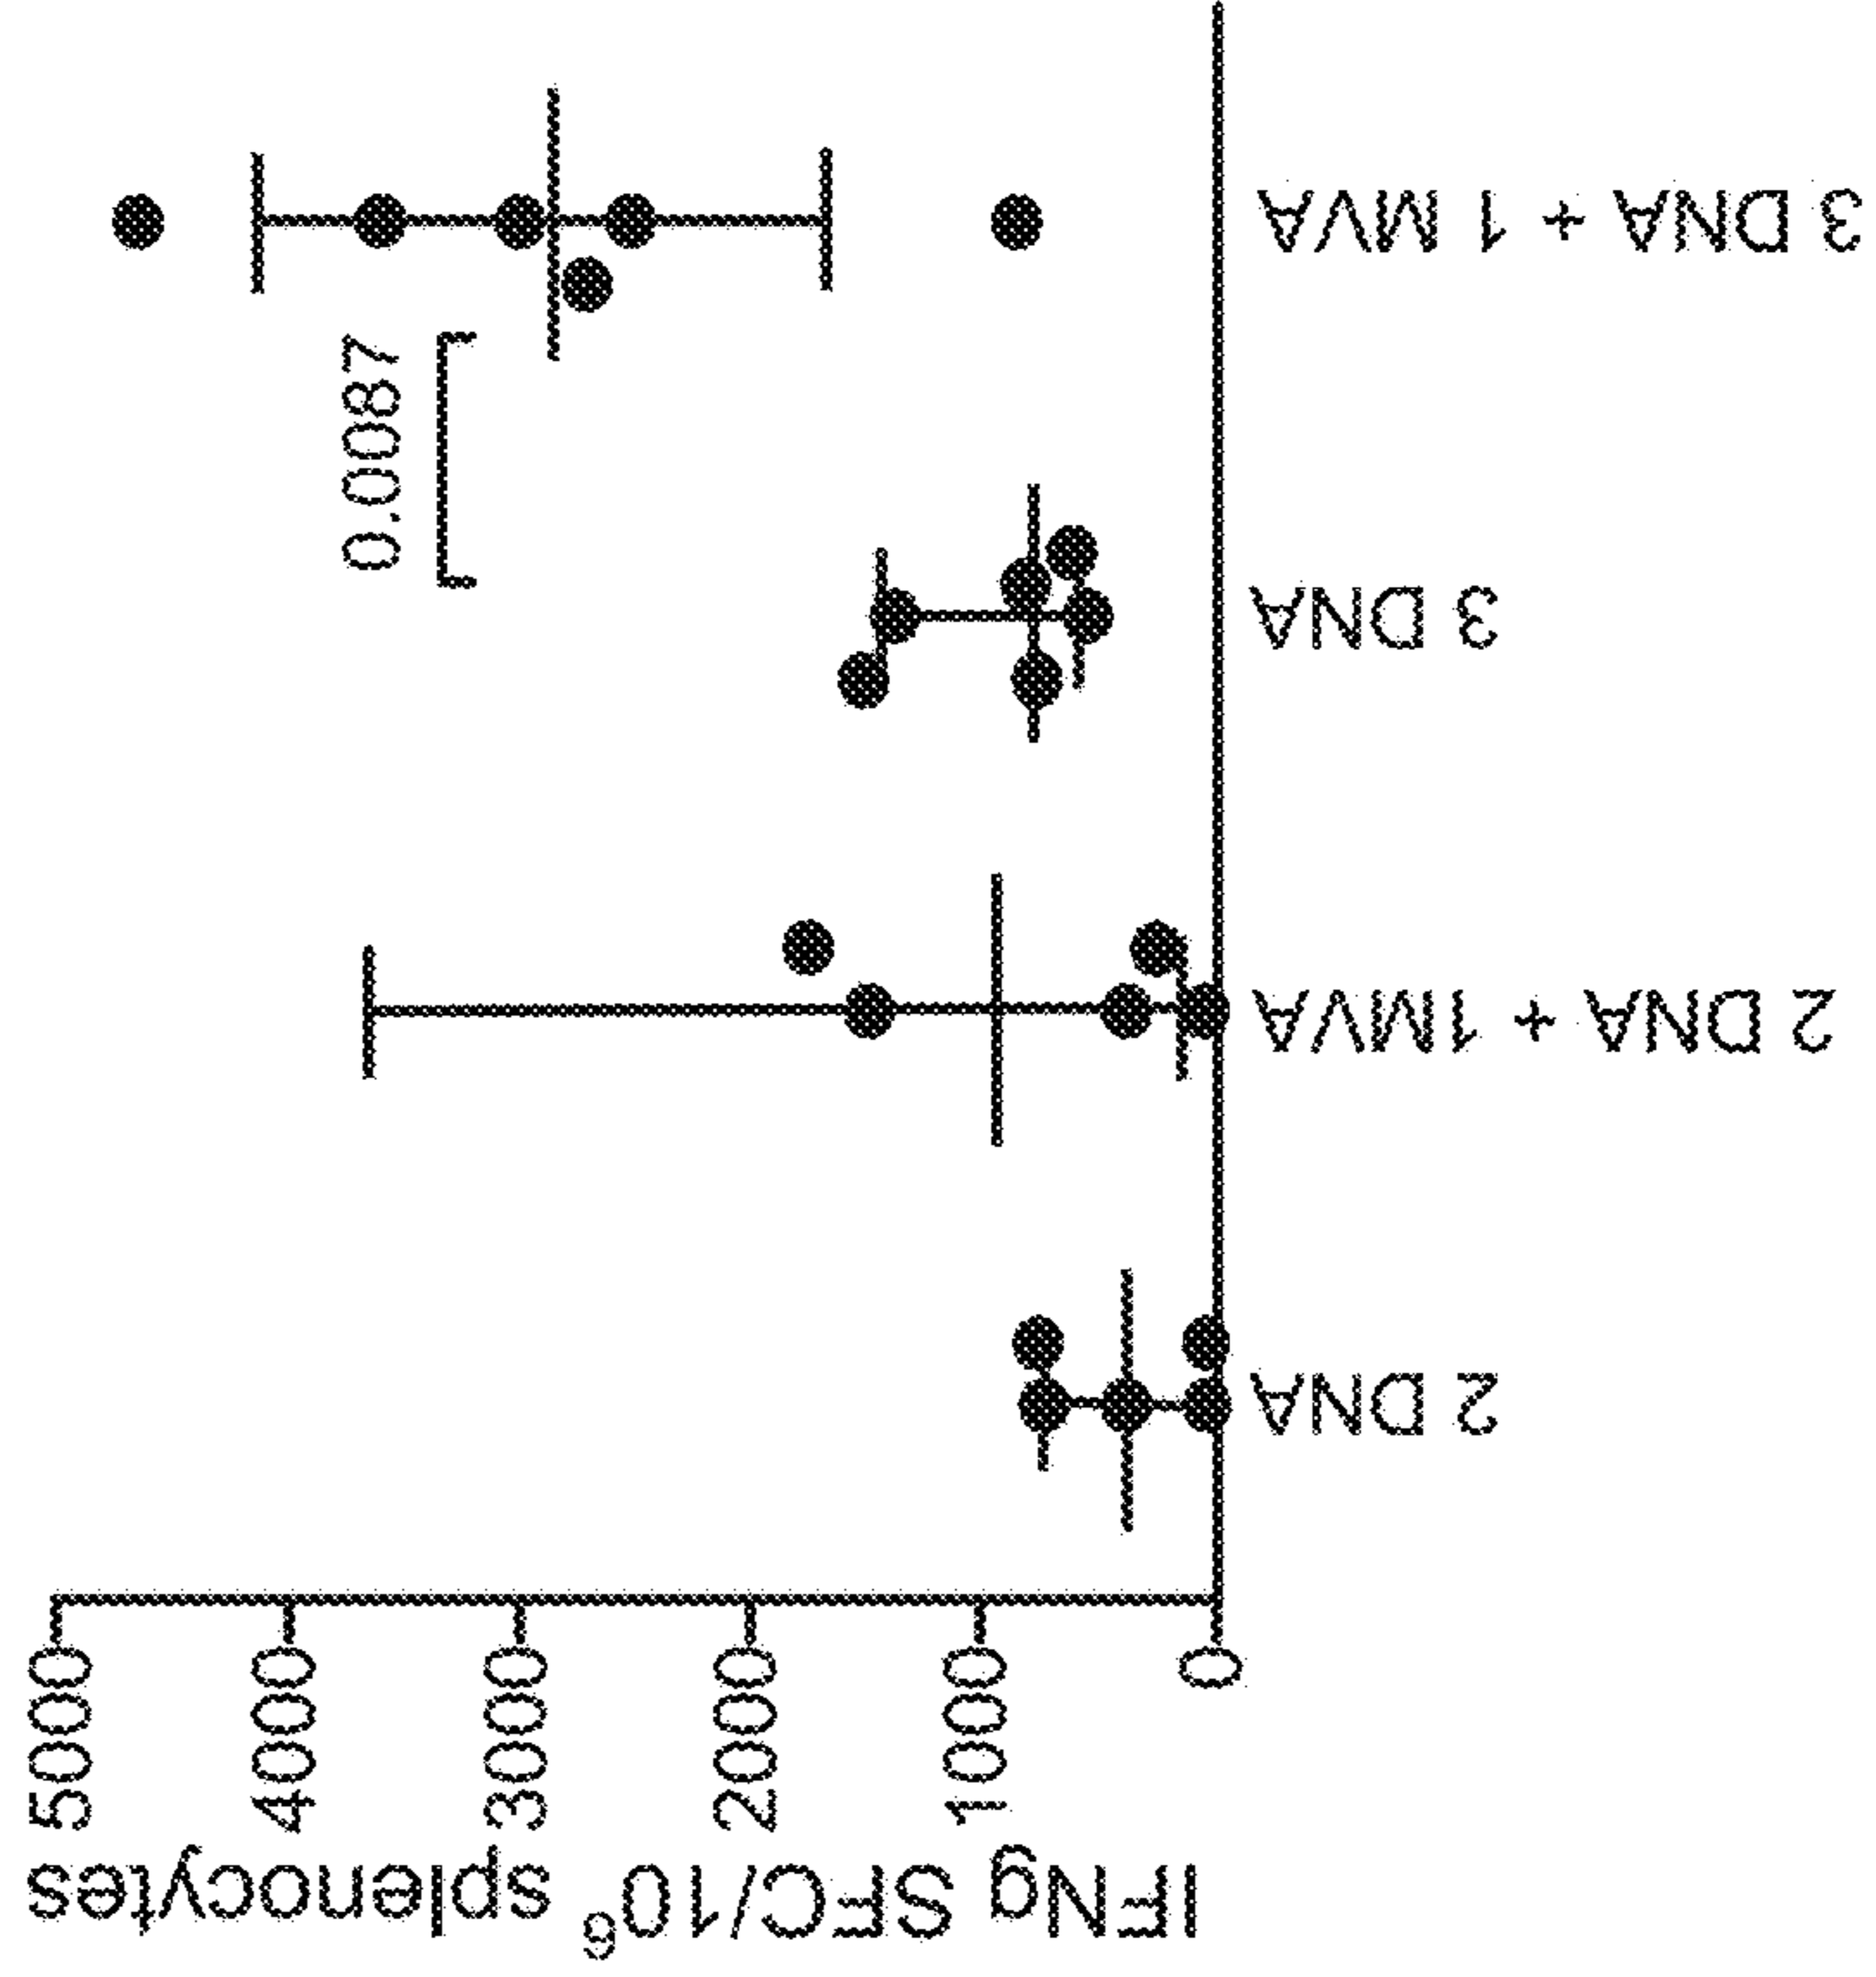 IFNg SFC/10⁶ splenocytes
5000
4000
3000
2000
1000
0
0.0087
2 DNA
2 DNA + 1MVA
3 DNA
3 DNA + 1 MVA